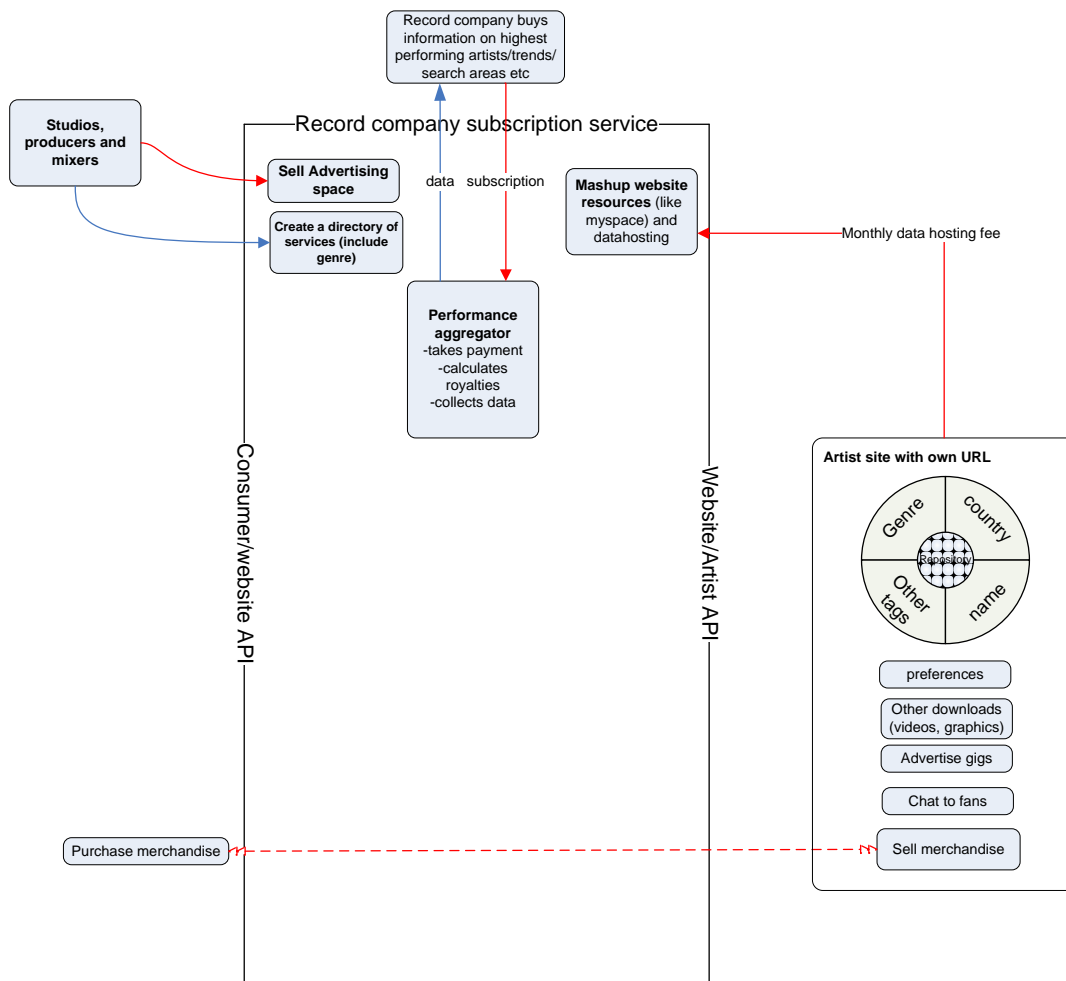 Record company buys
information on highest
performing artists/trends/
search areas etc
Studios,
producers and
mixers
Record company subscription service
Sell Advertising
space
data
subscription
Mashup website
resources (like
myspace) and
datahosting
Create a directory of
services (include
genre)
Monthly data hosting fee
Performance
aggregator
-takes payment
-calculates
royalties
-collects data
Consumer/website API
Website/Artist API
Artist site with own URL
Genre
country
Repository
Other
tags
name
preferences
Other downloads
(videos, graphics)
Advertise gigs
Chat to fans
Purchase merchandise
Sell merchandise